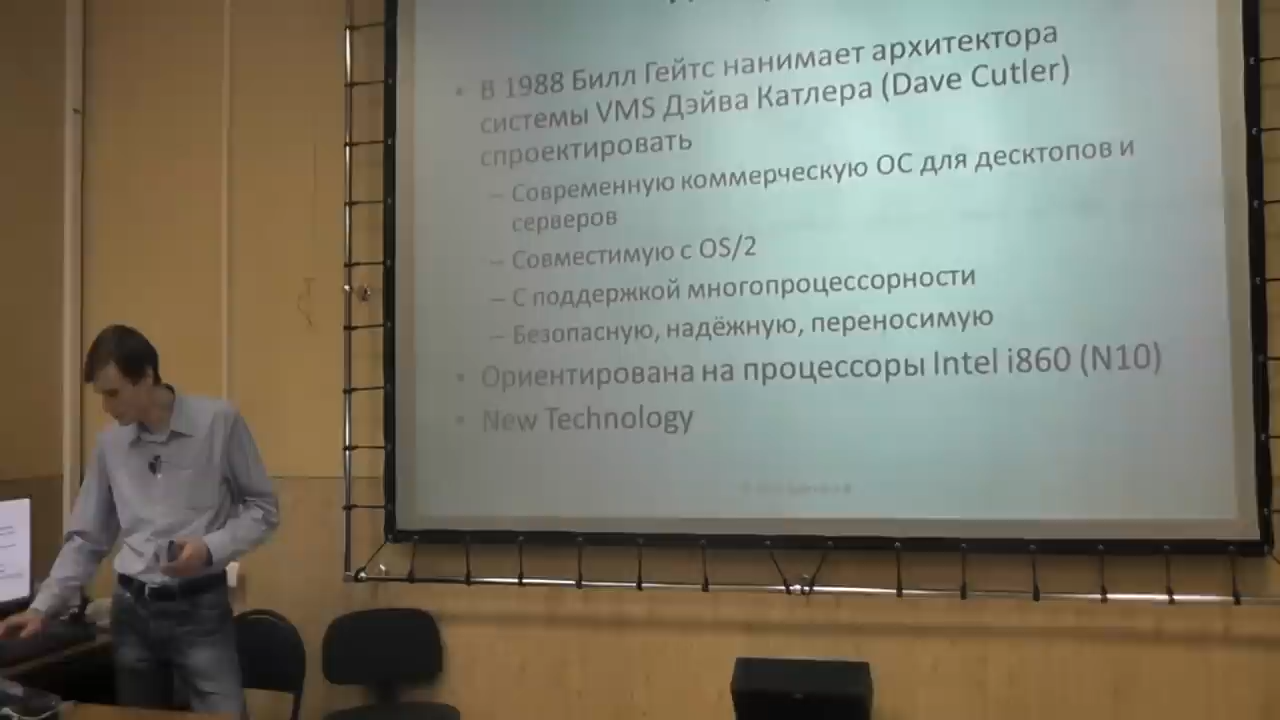 В 1988 Билл Гейтс нанимает архитектора
системы VMS Дэйва Катлера (Dave Cutler)
спроектировать
– Современную коммерческую ОС для десктопов и
серверов
– Совместимую с OS/2
– С поддержкой многопроцессорности
– Безопасную, надёжную, переносимую
• Ориентирована на процессоры Intel i860 (N10)
• New Technology